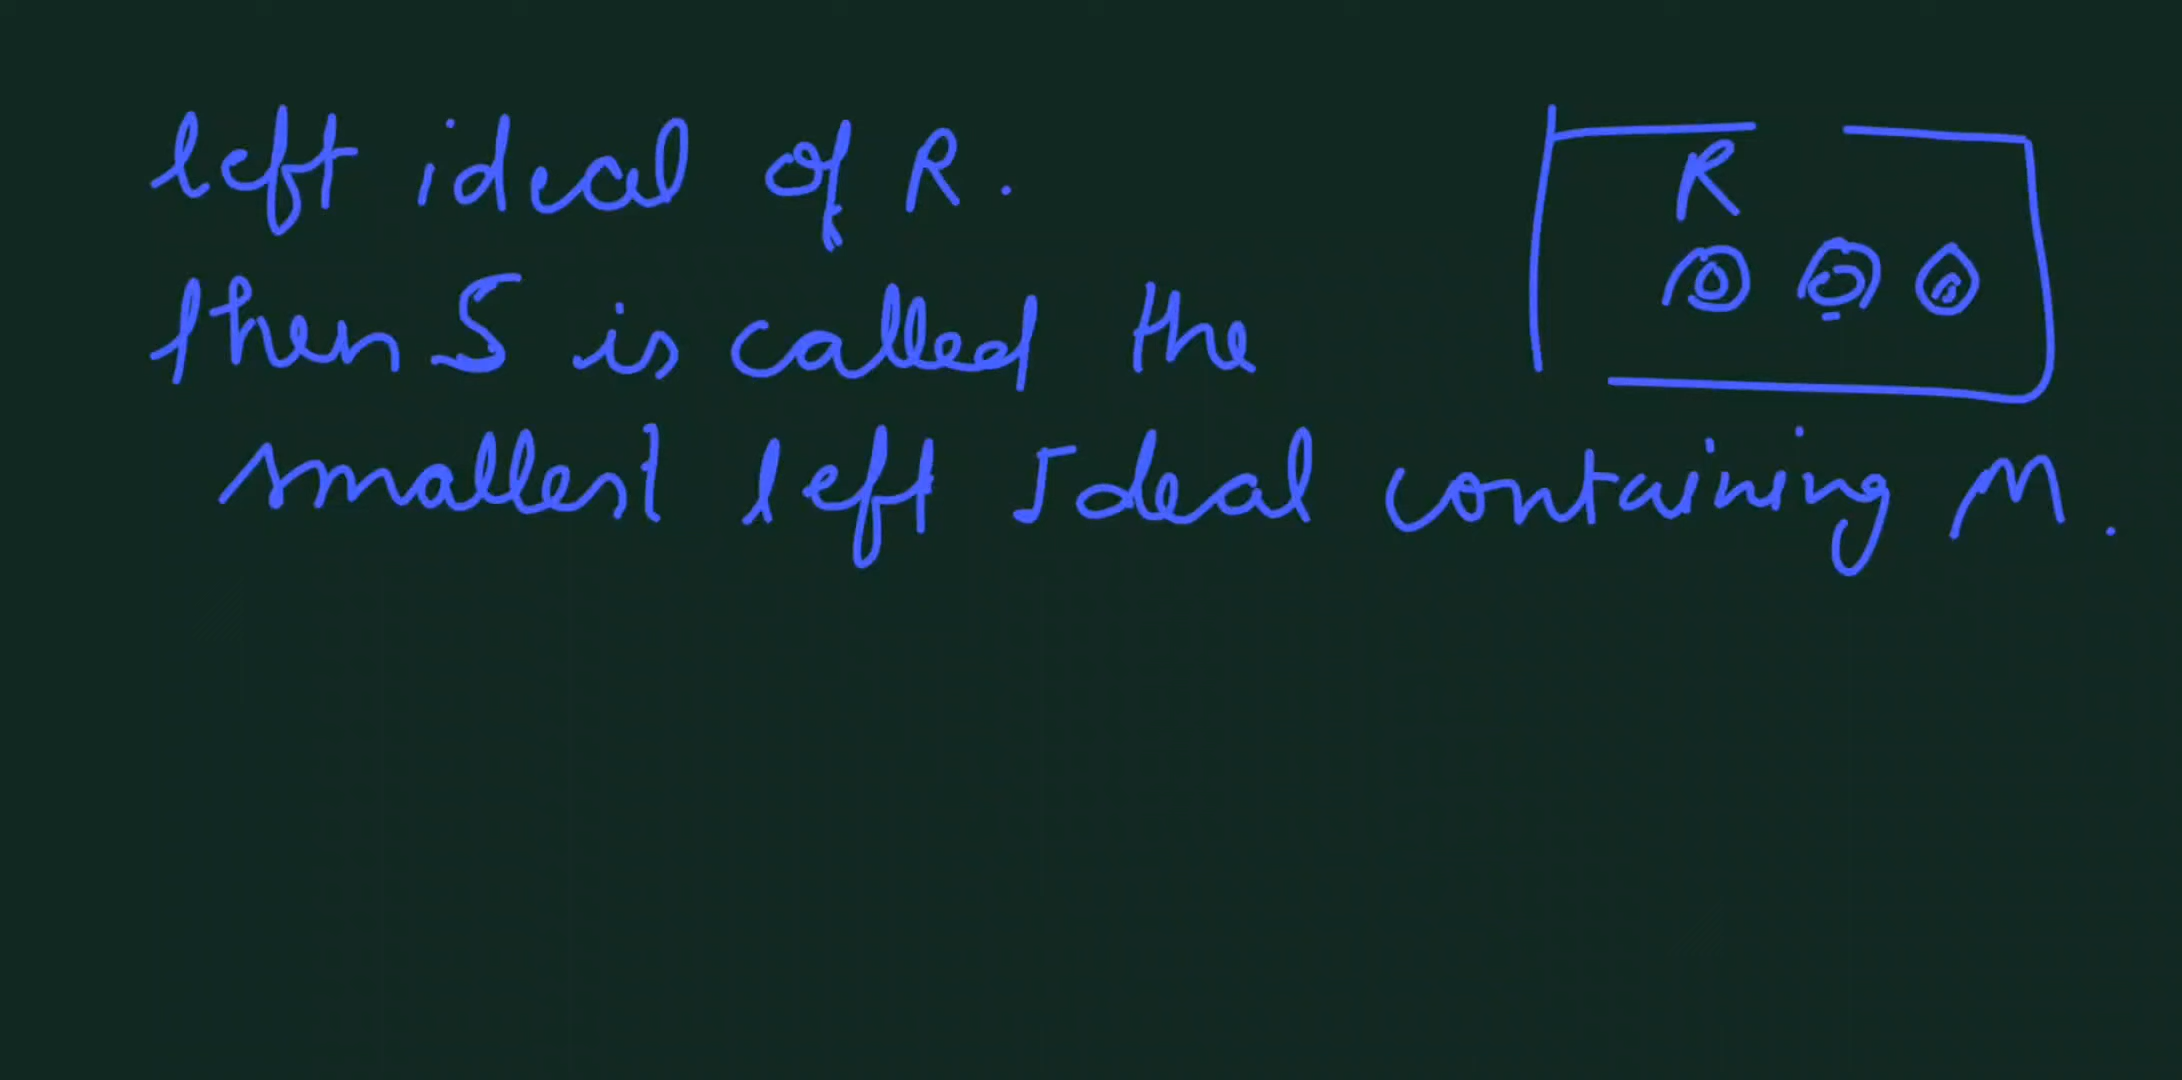 left ideal of R.
R
then S is called the
smallest left Ideal containing M.